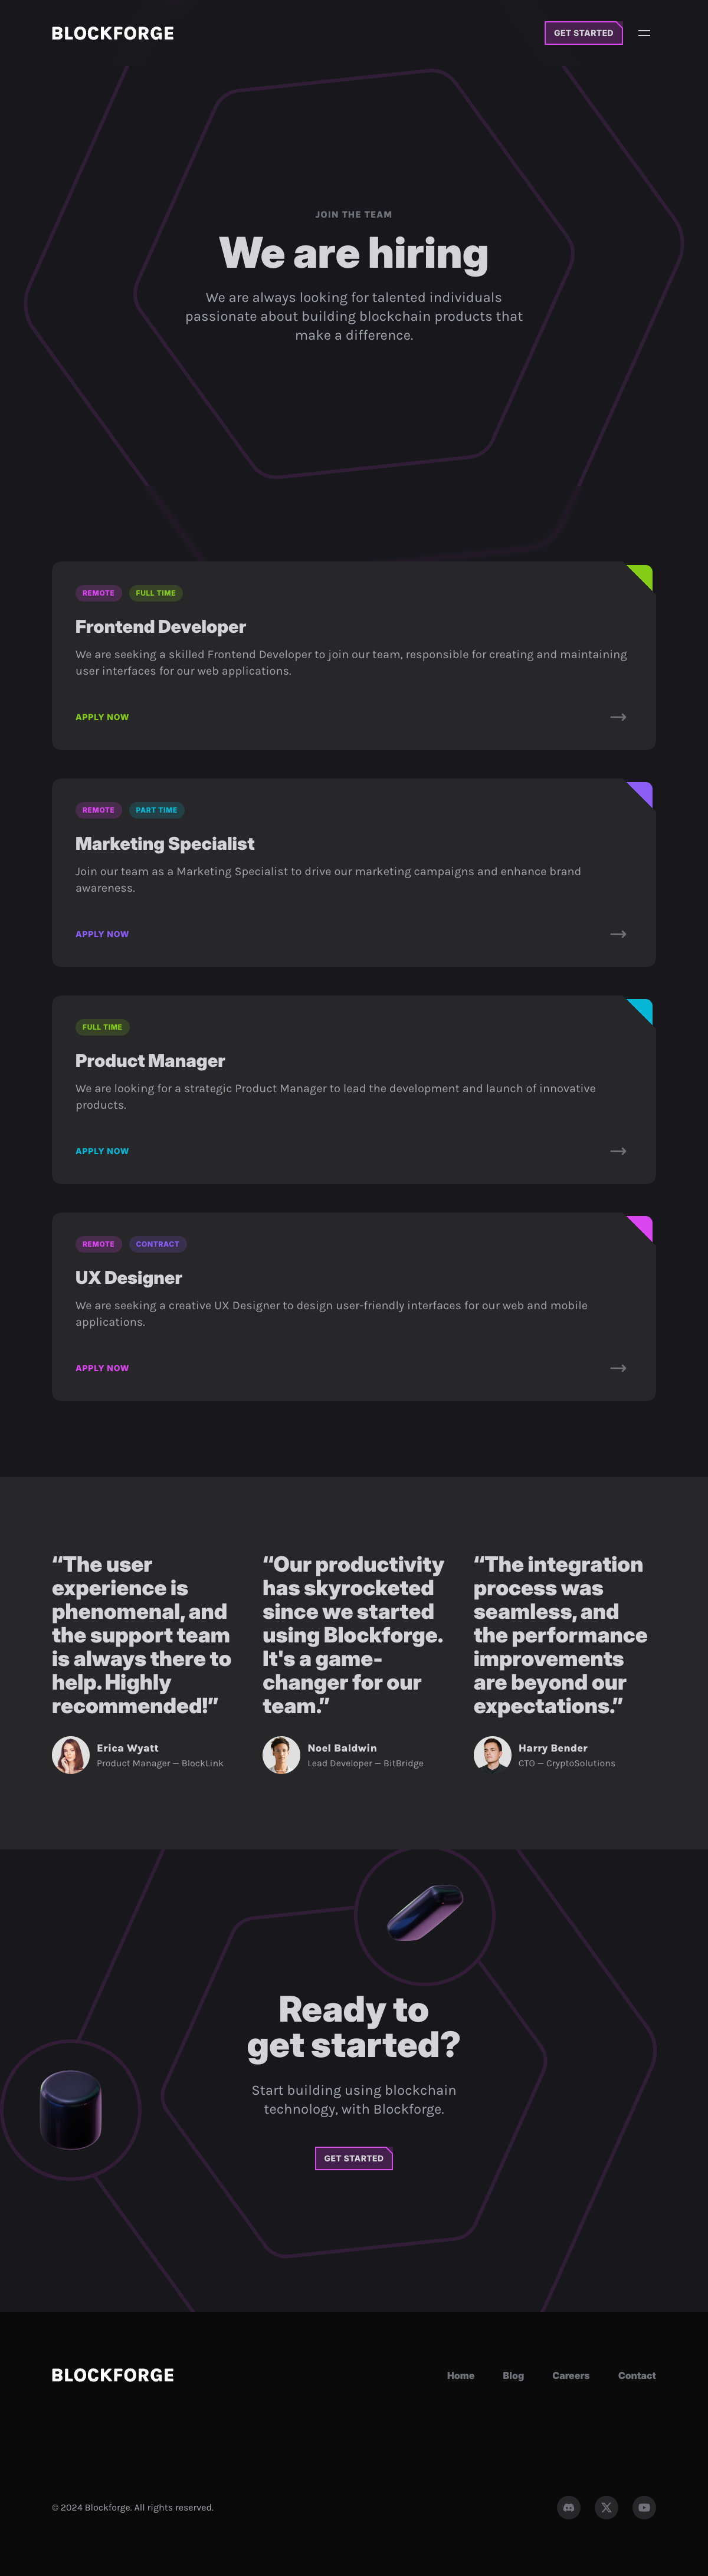 BLOCKFORGE
GET STARTED
JOIN THE TEAM
We are hiring
We are always looking for talented individuals
passionate about building blockchain products that
make a difference.
REMOTE
FULL TIME
Frontend Developer
We are seeking a skilled Frontend Developer to join our team, responsible for creating and maintaining
user interfaces for our web applications.
APPLY NOW
REMOTE
PART TIME
Marketing Specialist
Join our team as a Marketing Specialist to drive our marketing campaigns and enhance brand
awareness.
APPLY NOW
FULL TIME
Product Manager
We are looking for a strategic Product Manager to lead the development and launch of innovative
products.
APPLY NOW
REMOTE
CONTRACT
UX Designer
We are seeking a creative UX Designer to design user-friendly interfaces for our web and mobile
applications.
APPLY NOW
“The user
experience is
phenomenal, and
the support team
is always there to
help. Highly
recommended!”
Erica Wyatt
Product Manager — BlockLink
“Our productivity
has skyrocketed
since we started
using Blockforge.
It's a game-
changer for our
team.”
Noel Baldwin
Lead Developer — BitBridge
“The integration
process was
seamless, and
the performance
improvements
are beyond our
expectations.”
Harry Bender
CTO — CryptoSolutions
Ready to
get started?
Start building using blockchain
technology, with Blockforge.
GET STARTED
BLOCKFORGE
Home
Blog
Careers
Contact
© 2024 Blockforge. All rights reserved.